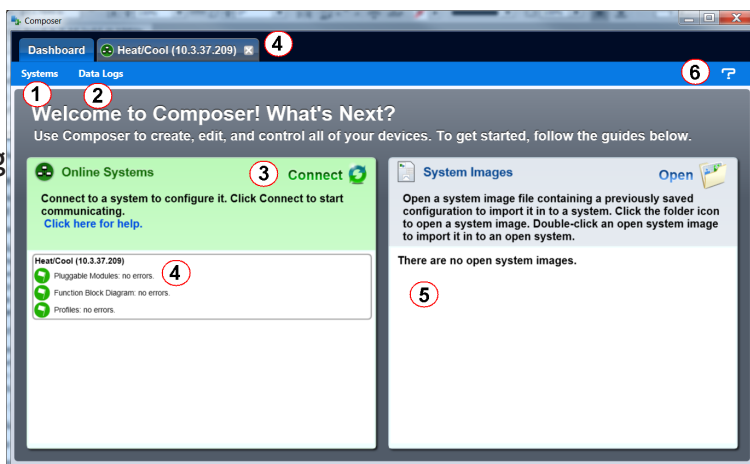 Composer
Dashboard Heat/Cool (10.3.37.209) 4
Systems Data Logs 6
1 2
Welcome to Composer! What's Next?
Use Composer to create, edit, and control all of your devices. To get started, follow the guides below.
g
Online Systems 3 Connect
Connect to a system to configure it. Click Connect to start
communicating.
Click here for help.
Heat/Cool (10.3.37.209)
Pluggable Modules: no errors. 4
Function Block Diagram: no errors.
Profiles: no errors.
System Images Open
Open a system image file containing a previously saved
configuration to import it in to a system. Click the folder icon
to open a system image. Double-click an open system image
to import it in to an open system.
There are no open system images.
5